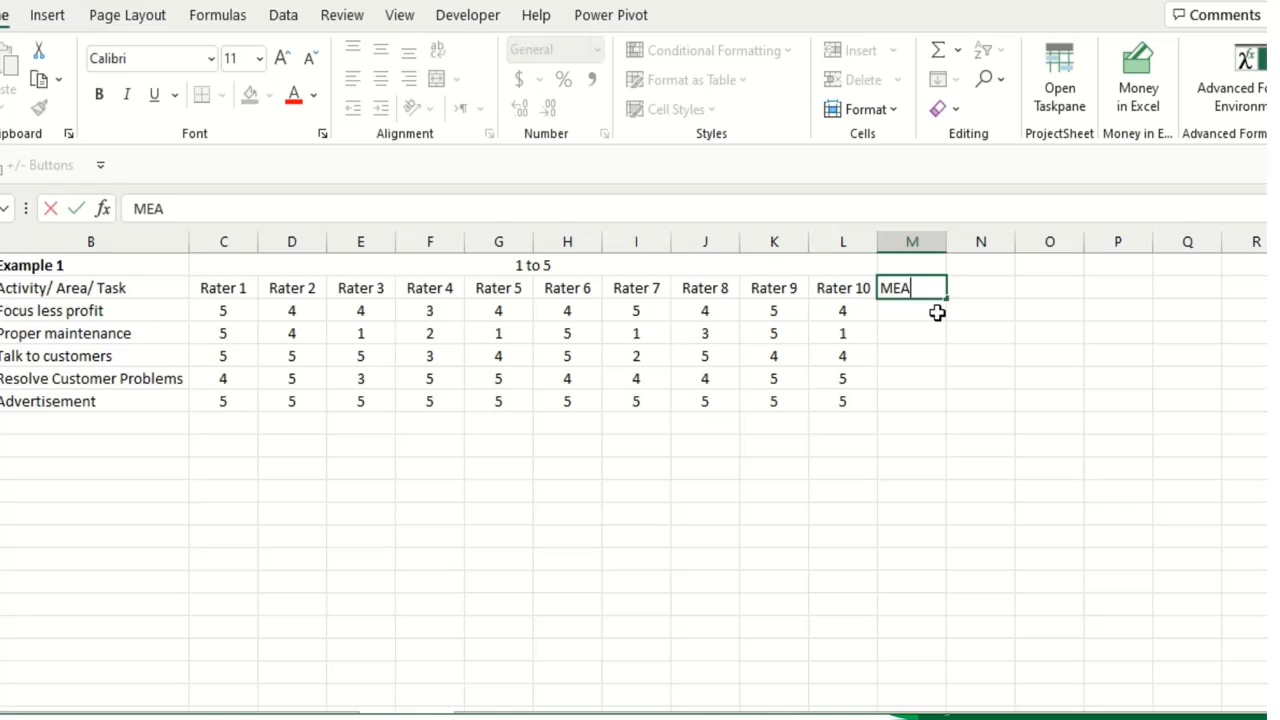 Insert Page Layout Formulas Data Review View Developer Help Power Pivot Comments
Calibri 11 General Conditional Formatting Insert
B I U A $ % Format as Table Delete
Cell Styles Format
Open Taskpane
Money in Excel
Font Alignment Number Styles Cells Editing ProjectSheet Money in E... Advanced Form
+/- Buttons
fx MEA
B C D E F G H I J K L M N O P Q R
Example 1 1 to 5
Activity/ Area/ Task Rater 1 Rater 2 Rater 3 Rater 4 Rater 5 Rater 6 Rater 7 Rater 8 Rater 9 Rater 10 MEA
Focus less profit 5 4 4 3 4 4 5 4 5 4
Proper maintenance 5 4 1 2 1 5 1 3 5 1
Talk to customers 5 5 5 3 4 5 2 5 4 4
Resolve Customer Problems 4 5 3 5 5 4 4 4 5 5
Advertisement 5 5 5 5 5 5 5 5 5 5